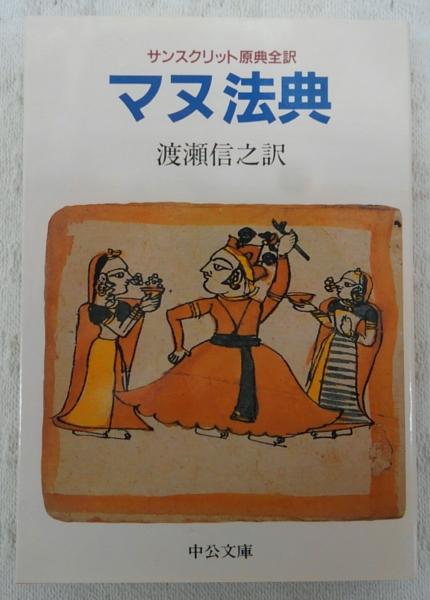 サンスクリット原典全訳
マヌ法典
渡瀬信之訳
中公文庫